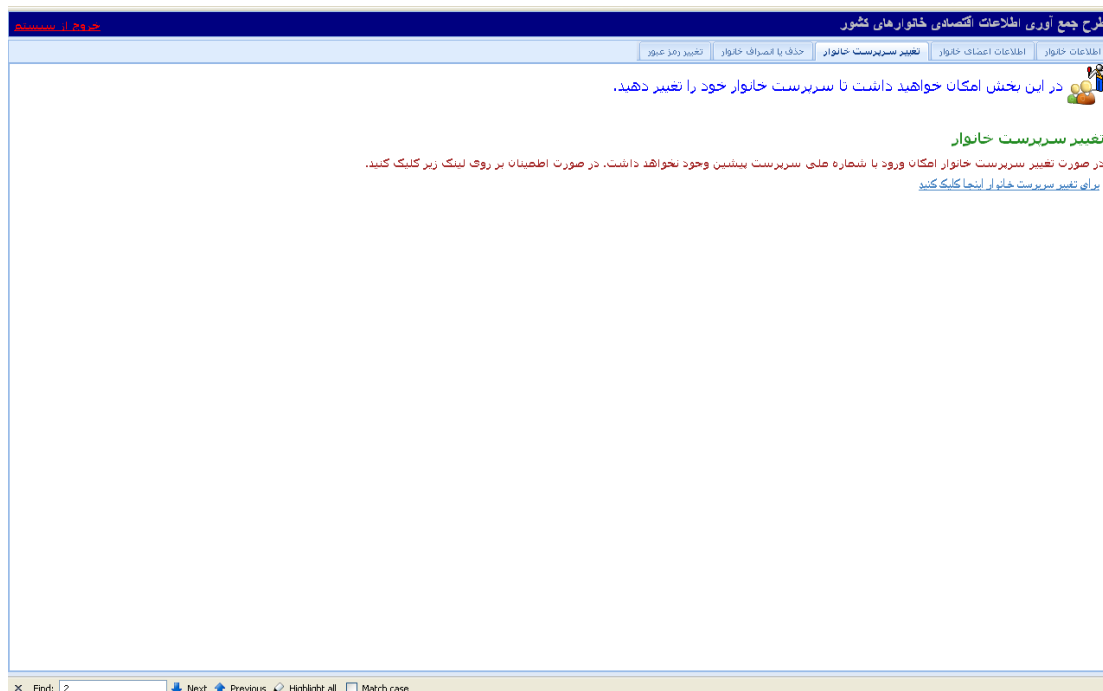 طرح جمع آوری اطلاعات اقتصادی خانوارهای کشور
خروج از سیستم
اطلاعات خانوار
اطلاعات اعضای خانوار
تغییر سرپرست خانوار
حذف یا انصراف خانوار
تغییر رمز عبور
در این بخش امکان خواهید داشت تا سرپرست خانوار خود را تغییر دهید.
تغییر سرپرست خانوار
در صورت تغییر سرپرست خانوار امکان ورود با شماره ملی سرپرست پیشین وجود نخواهد داشت. در صورت اطمینان بر روی لینک زیر کلیک کنید.
برای تغییر سرپرست خانوار اینجا کلیک کنید
x Find: 2 Next Previous Highlight all Match case